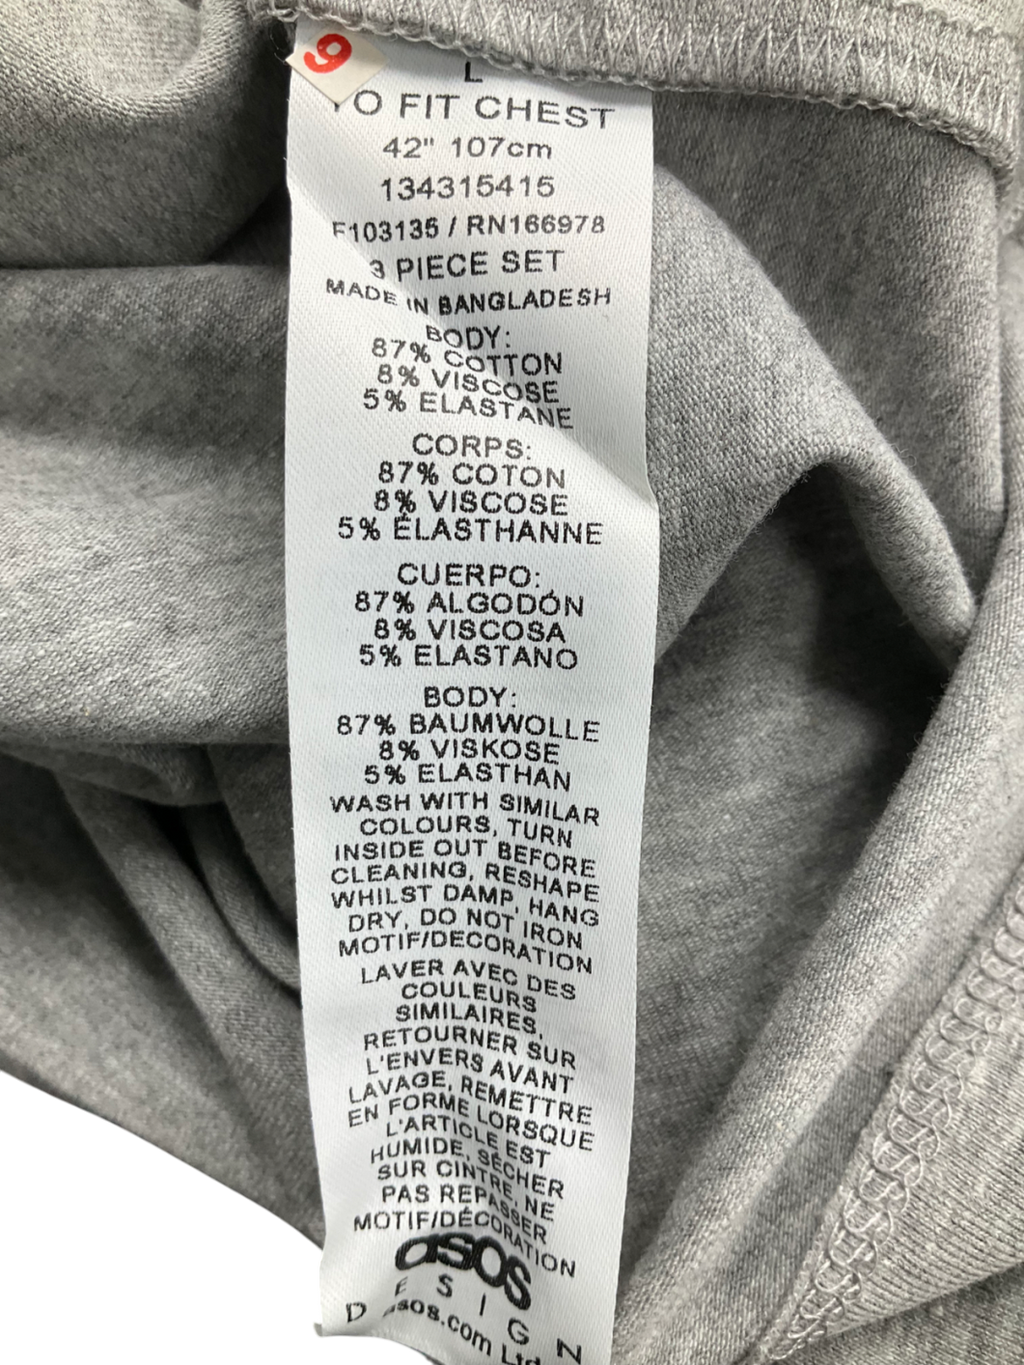 9
L
TO FIT CHEST
42" 107cm
134315415
F103135 / RN166978
3 PIECE SET
MADE IN BANGLADESH
BODY:
87% COTTON
8% VISCOSE
5% ELASTANE
CORPS:
87% COTON
8% VISCOSE
5% ÉLASTHANNE
CUERPO:
87% ALGODÓN
8% VISCOSA
5% ELASTANO
BODY:
87% BAUMWOLLE
8% VISKOSE
5% ELASTHAN
WASH WITH SIMILAR
COLOURS, TURN
INSIDE OUT BEFORE
CLEANING, RESHAPE
WHILST DAMP, HANG
DRY, DO NOT IRON
MOTIF/DECORATION
LAVER AVEC DES
COULEURS
SIMILAIRES,
RETOURNER SUR
L'ENVERS AVANT
LAVAGE, REMETTRE
EN FORME LORSQUE
L'ARTICLE EST
HUMIDE, SÉCHER
SUR CINTRE, NE
PAS REPASSER
MOTIF/DÉCORATION
asos
DESIGN
asos.com Ltd